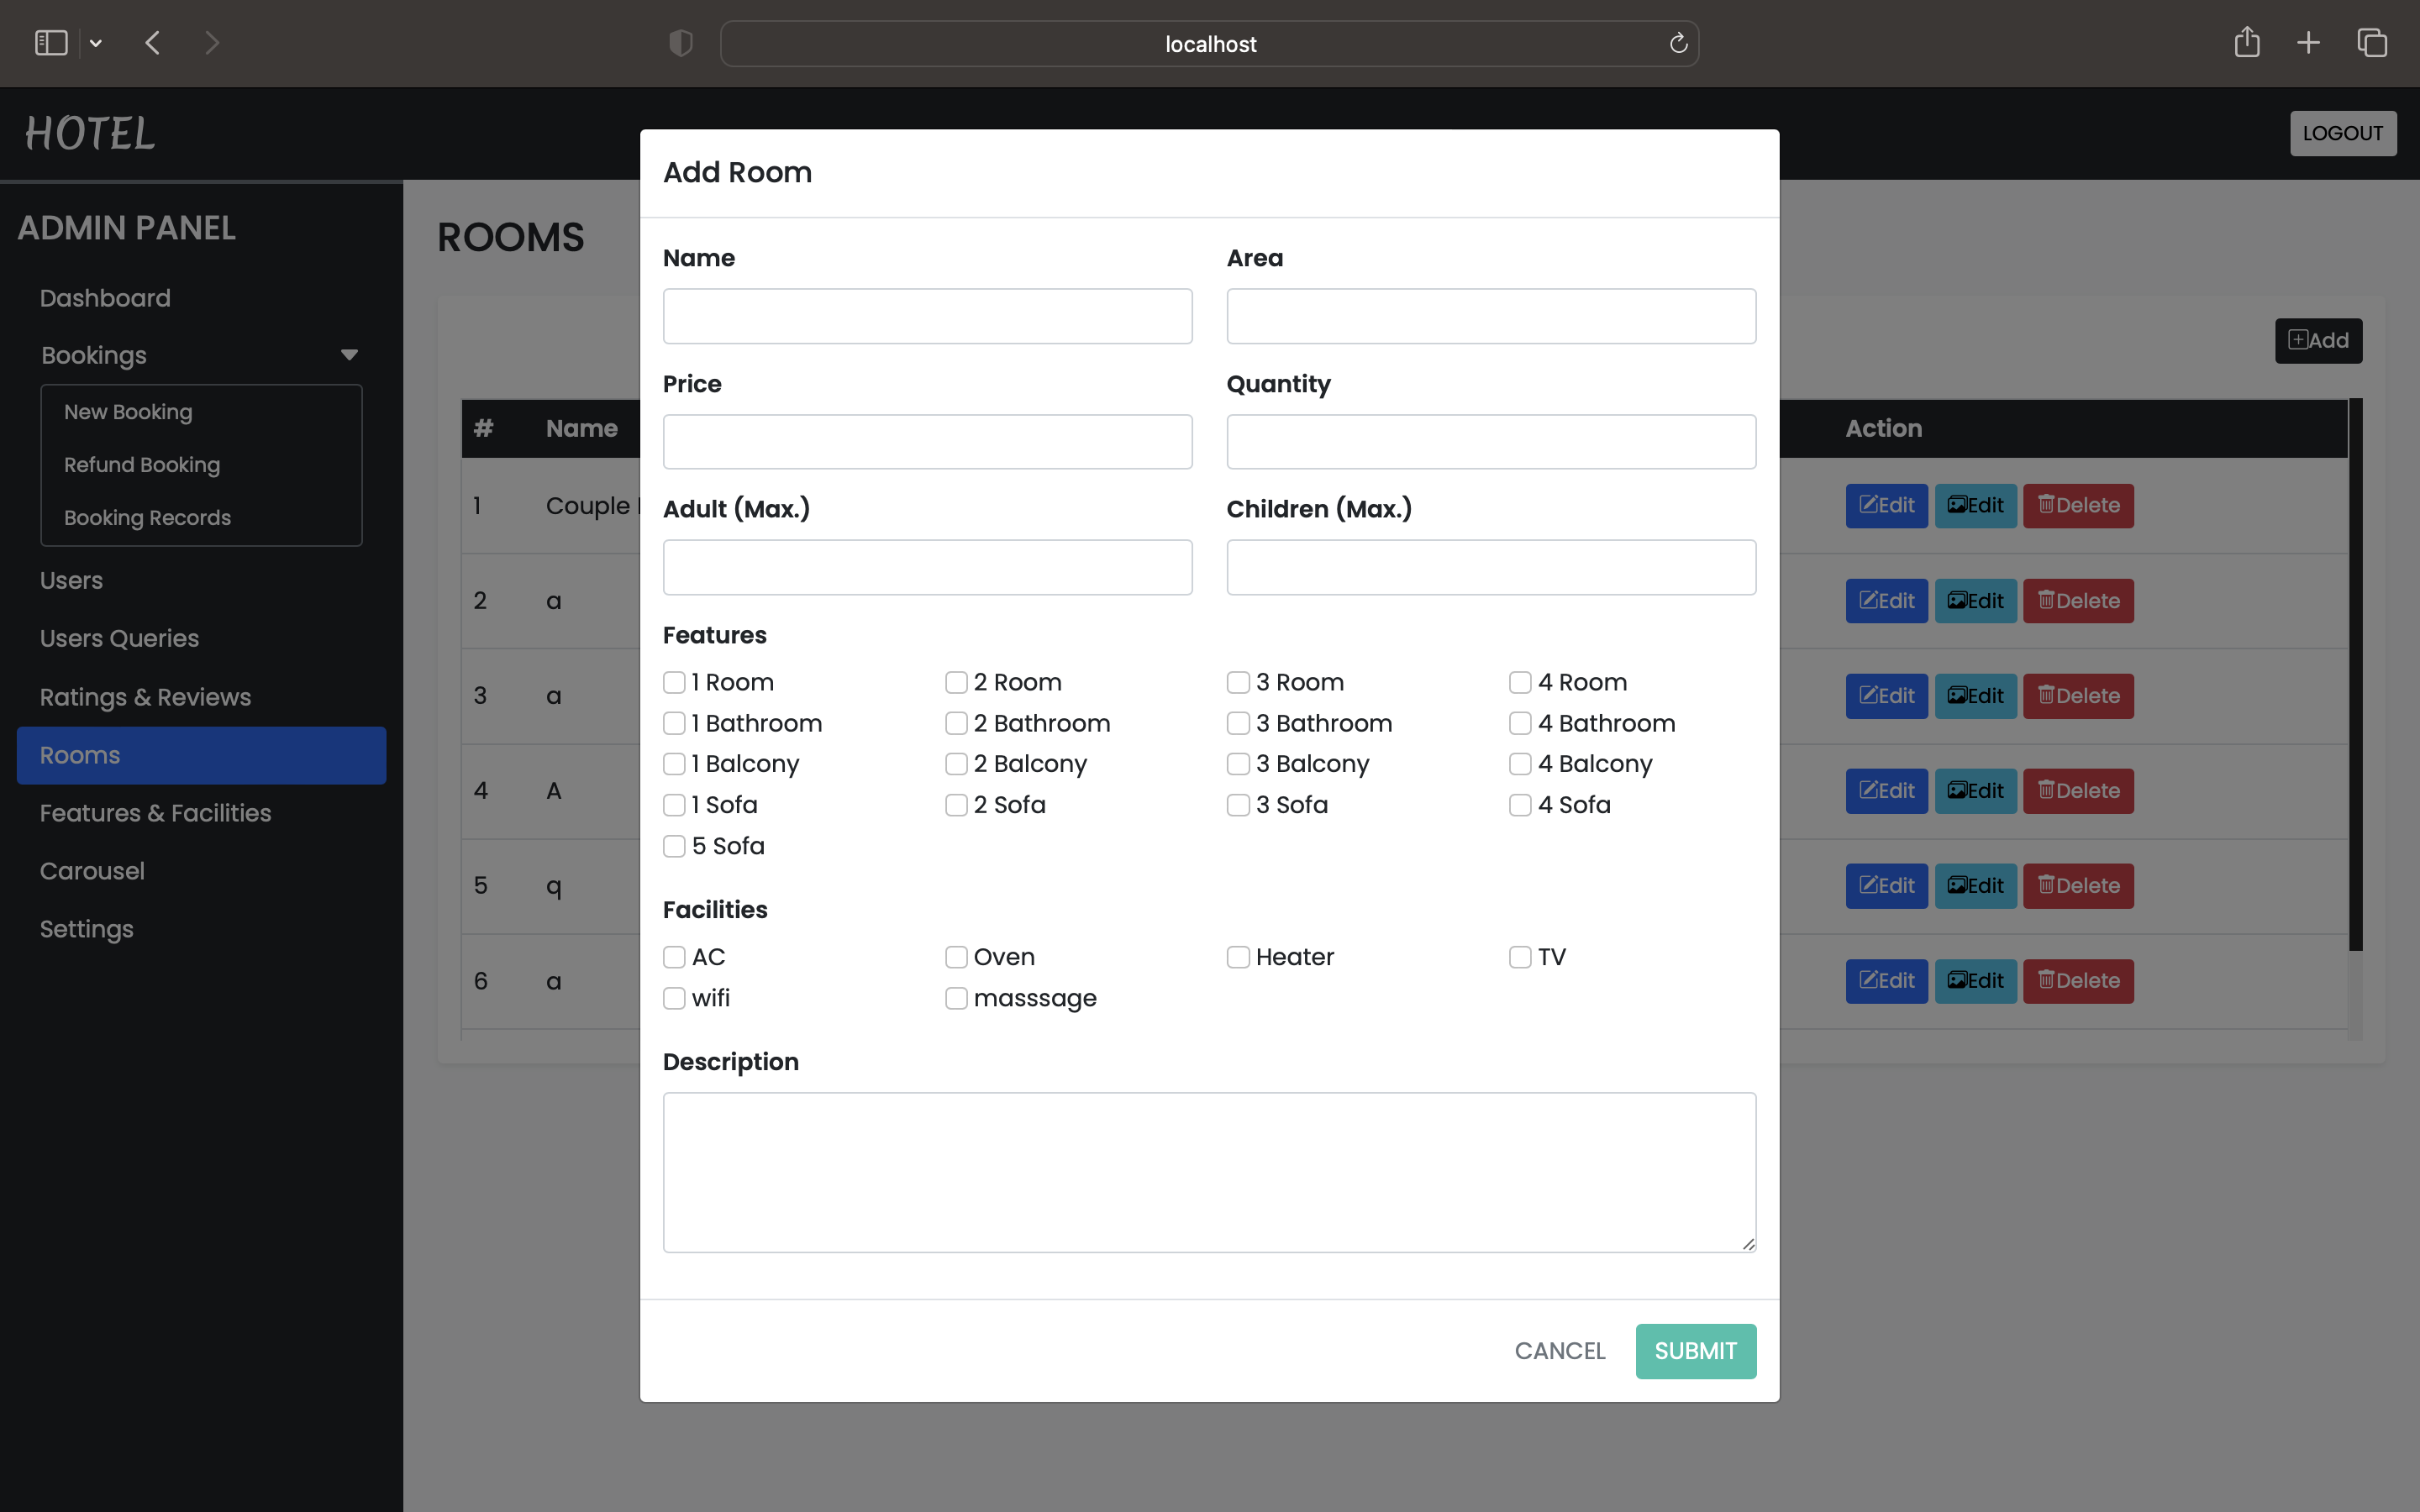 localhost
HOTEL
LOGOUT
ADMIN PANEL
Dashboard
Bookings
New Booking
Refund Booking
Booking Records
Users
Users Queries
Ratings & Reviews
Rooms
Features & Facilities
Carousel
Settings
ROOMS
Add
# Name Action
1 Couple Edit Edit Delete
2 a Edit Edit Delete
3 a Edit Edit Delete
4 A Edit Edit Delete
5 q Edit Edit Delete
6 a Edit Edit Delete
Add Room
Name Area
Price Quantity
Adult (Max.) Children (Max.)
Features
1 Room 2 Room 3 Room 4 Room
1 Bathroom 2 Bathroom 3 Bathroom 4 Bathroom
1 Balcony 2 Balcony 3 Balcony 4 Balcony
1 Sofa 2 Sofa 3 Sofa 4 Sofa
5 Sofa
Facilities
AC Oven Heater TV
wifi masssage
Description
CANCEL SUBMIT